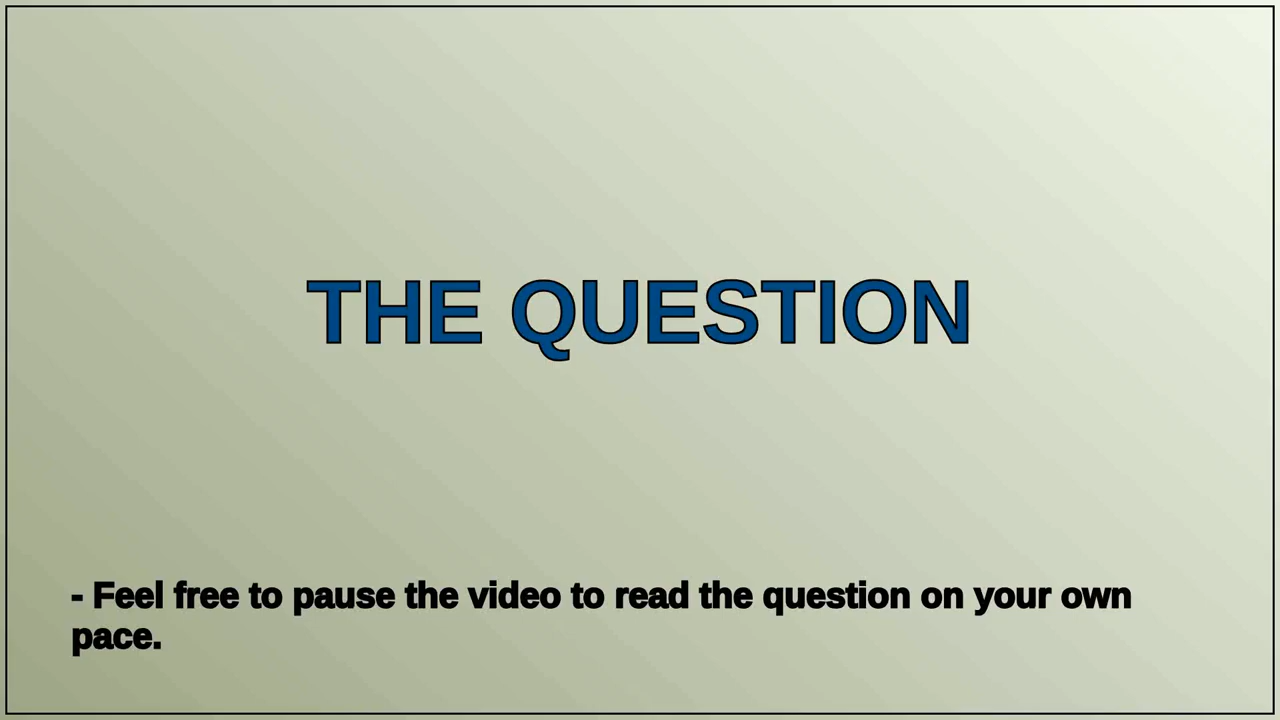 THE QUESTION
- Feel free to pause the video to read the question on your own
pace.